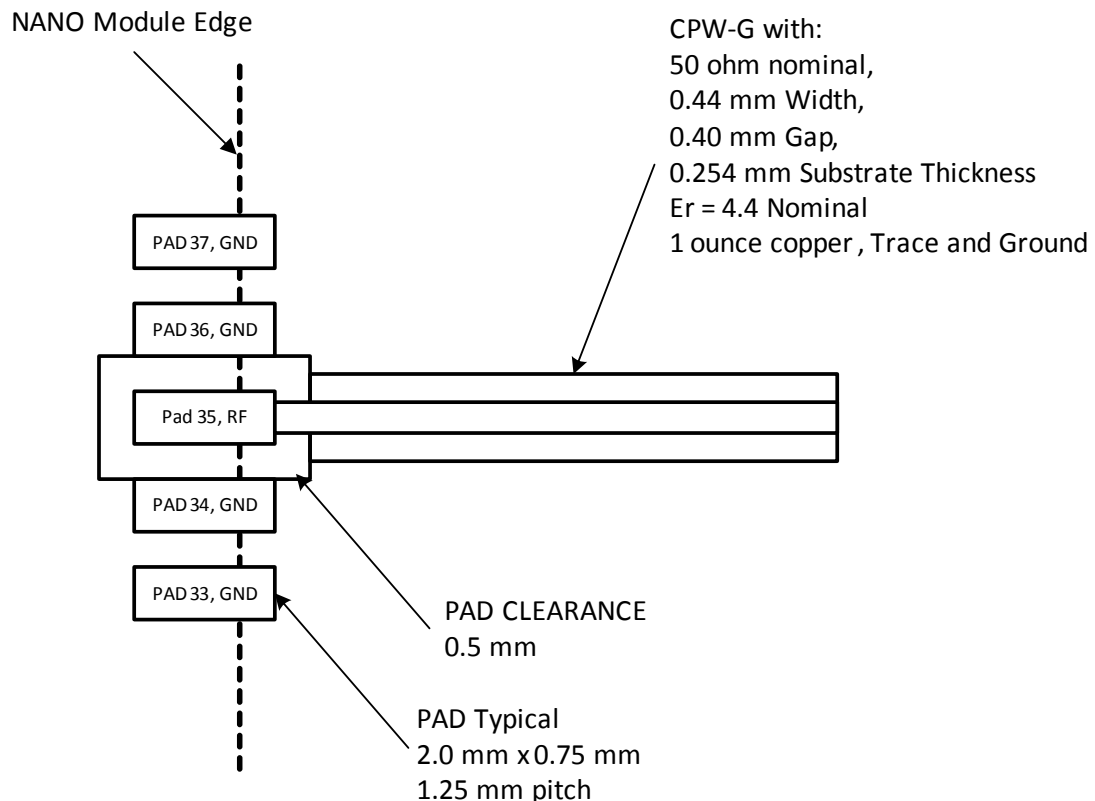 NANO Module Edge
CPW-G with:
50 ohm nominal,
0.44 mm Width,
0.40 mm Gap,
0.254 mm Substrate Thickness
Er = 4.4 Nominal
1 ounce copper , Trace and Ground
PAD 37, GND
PAD 36, GND
Pad 35, RF
PAD 34, GND
PAD 33, GND
PAD CLEARANCE
0.5 mm
PAD Typical
2.0 mm x 0.75 mm
1.25 mm pitch